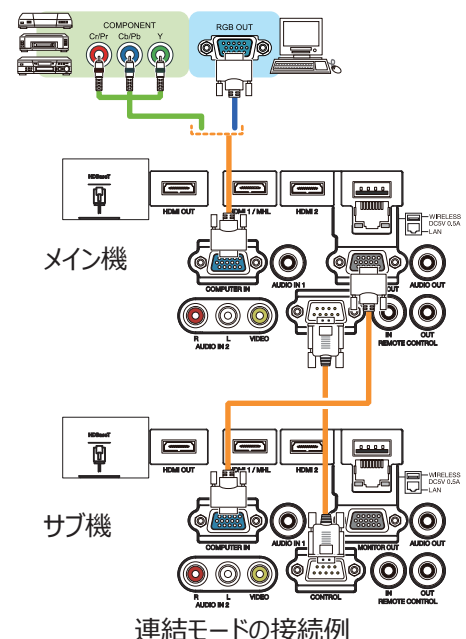 COMPONENT
Cr/Pr Cb/Pb Y
RGB OUT
HDBaseT
HDMI OUT
HDMI 1 / MHL
HDMI 2
WIRELESS
DC5V 0.5A
LAN
メイン機
COMPUTER IN
AUDIO IN 1
OUT
AUDIO OUT
R L VIDEO
AUDIO IN 2
IN OUT
REMOTE CONTROL
HDBaseT
HDMI OUT
HDMI 1 / MHL
HDMI 2
WIRELESS
DC5V 0.5A
LAN
サブ機
COMPUTER IN
AUDIO IN 1
MONITOR OUT
AUDIO OUT
R L VIDEO
AUDIO IN 2
CONTROL
IN OUT
REMOTE CONTROL
連結モードの接続例